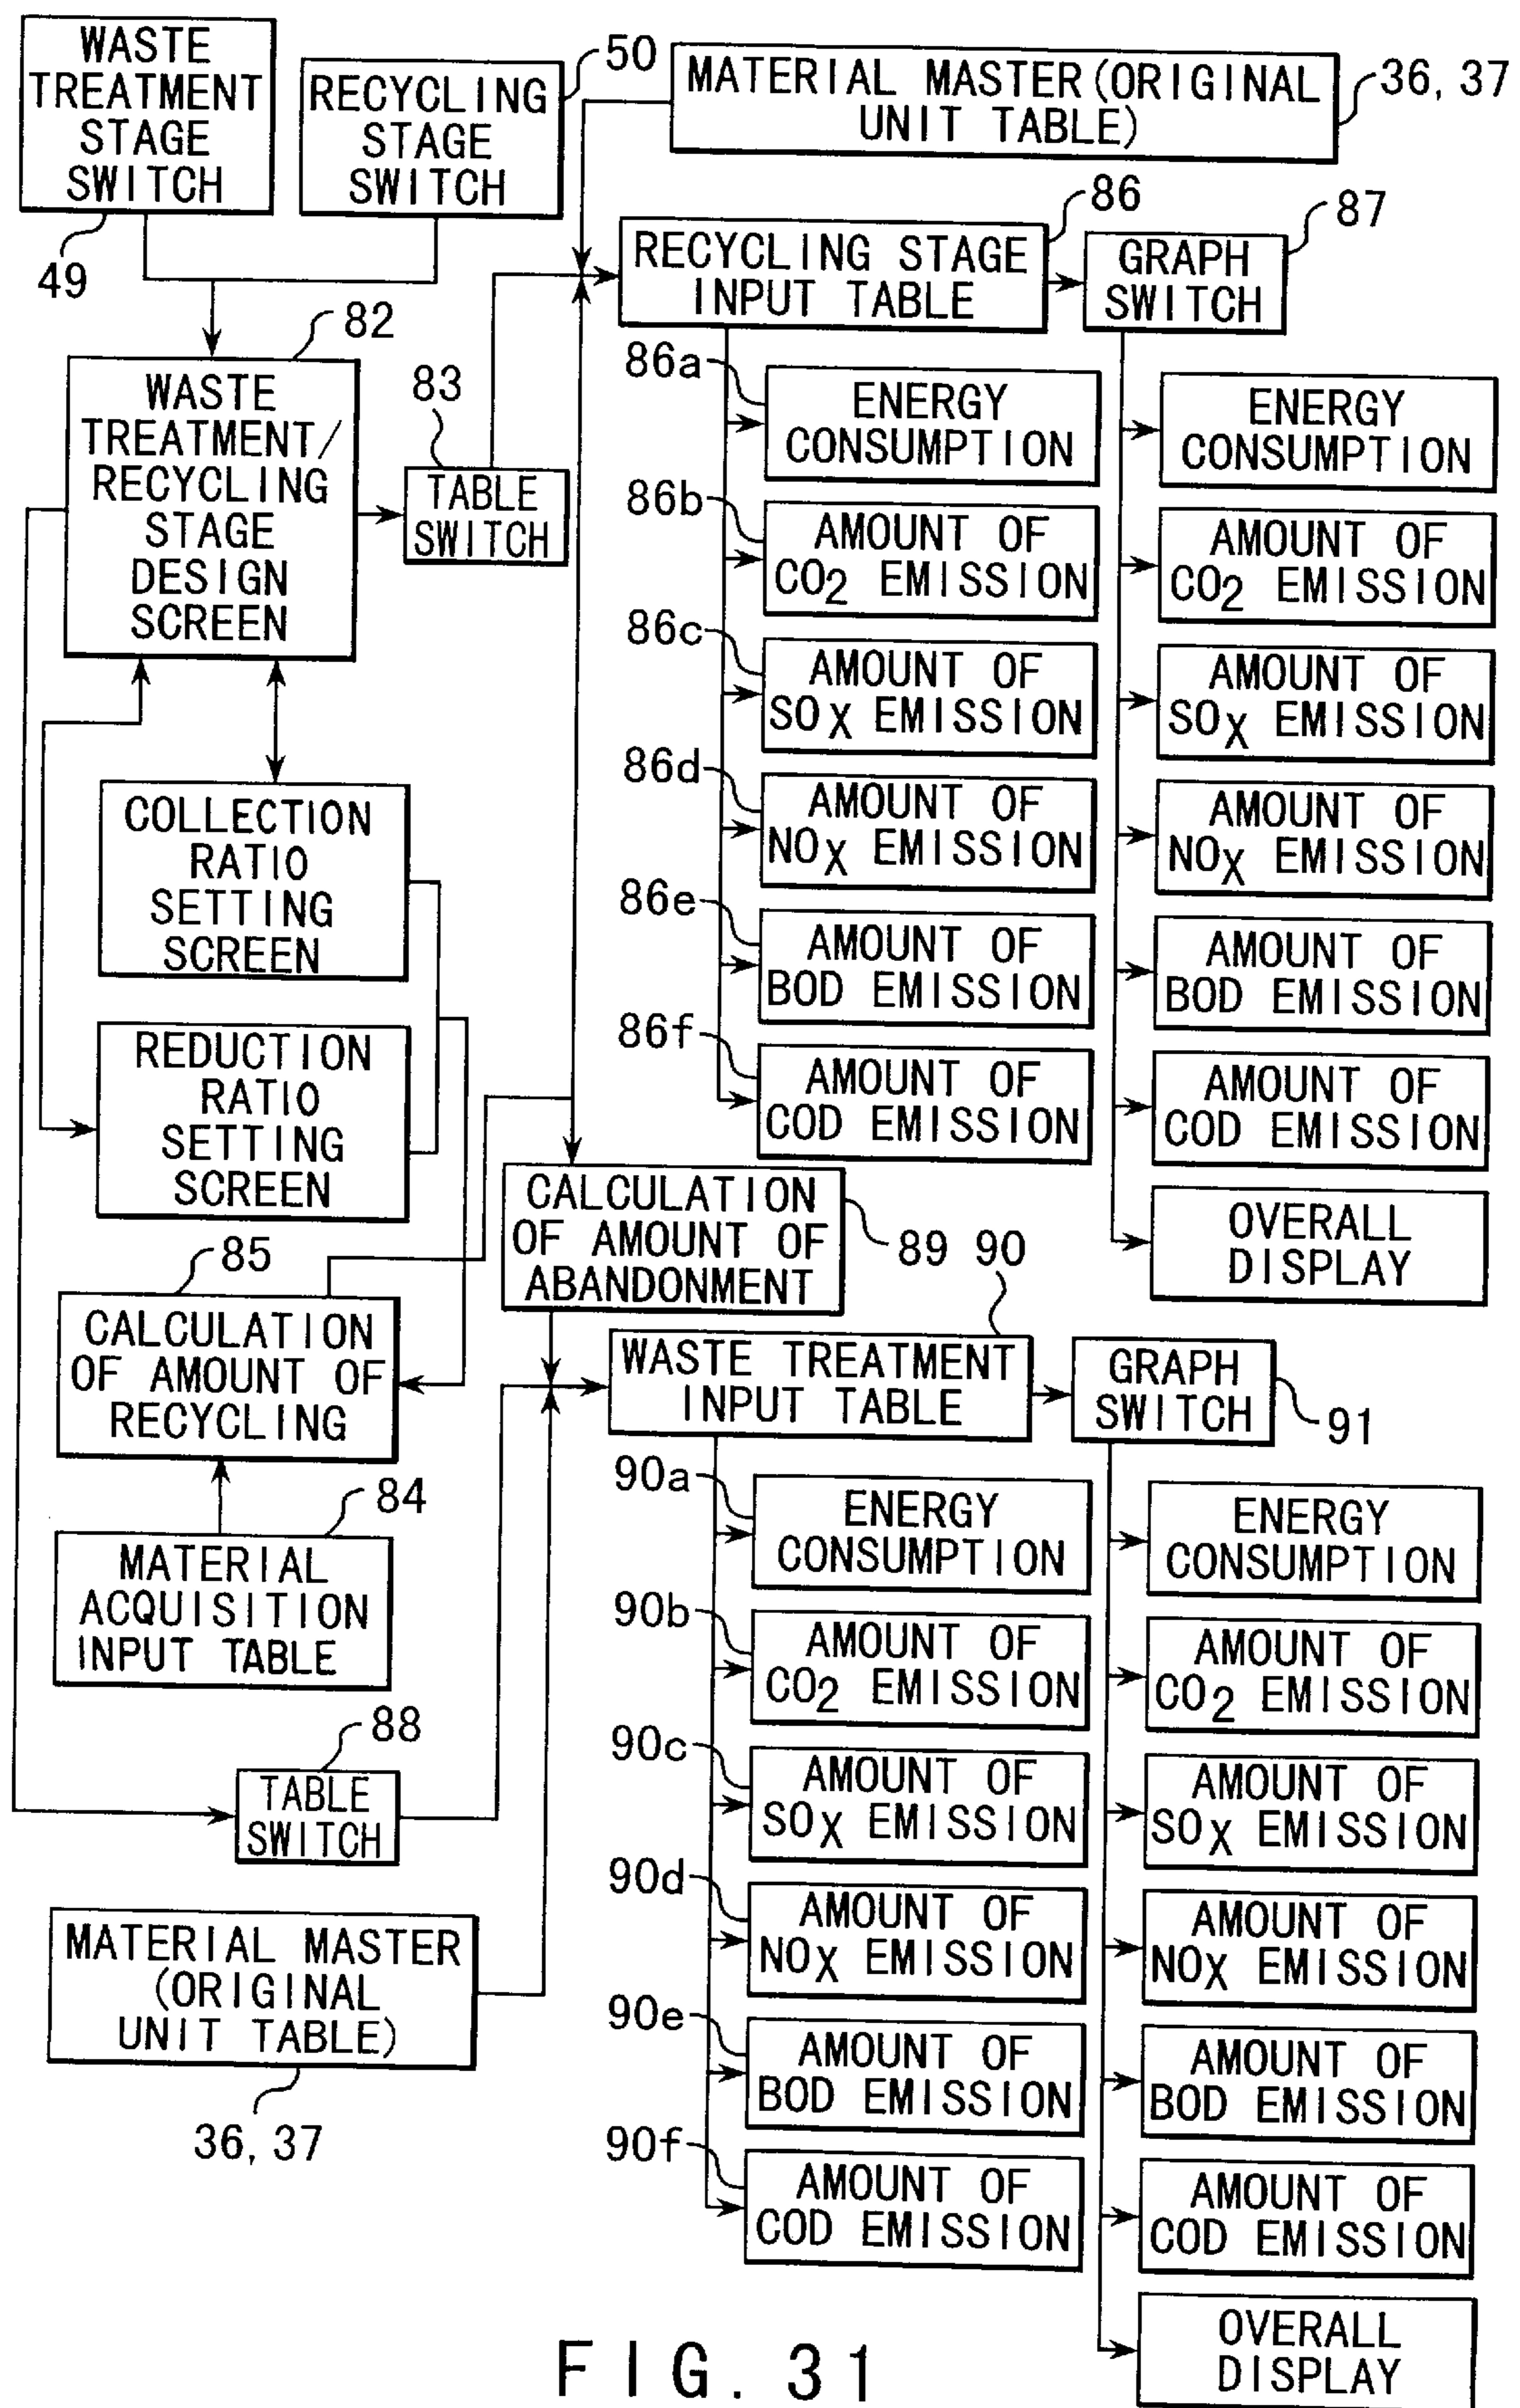 WASTE
TREATMENT
STAGE
SWITCH
49
RECYCLING
STAGE
SWITCH
50
MATERIAL MASTER (ORIGINAL
UNIT TABLE)
36, 37
82
WASTE
TREATMENT/
RECYCLING
STAGE
DESIGN
SCREEN
83
TABLE
SWITCH
86
RECYCLING STAGE
INPUT TABLE
87
GRAPH
SWITCH
86a
ENERGY
CONSUMPTION
86b
AMOUNT OF
CO2 EMISSION
86c
AMOUNT OF
SOX EMISSION
86d
AMOUNT OF
NOX EMISSION
86e
AMOUNT OF
BOD EMISSION
86f
AMOUNT OF
COD EMISSION
ENERGY
CONSUMPTION
AMOUNT OF
CO2 EMISSION
AMOUNT OF
SOX EMISSION
AMOUNT OF
NOX EMISSION
AMOUNT OF
BOD EMISSION
AMOUNT OF
COD EMISSION
OVERALL
DISPLAY
COLLECTION
RATIO
SETTING
SCREEN
REDUCTION
RATIO
SETTING
SCREEN
85
CALCULATION
OF AMOUNT OF
RECYCLING
84
MATERIAL
ACQUISITION
INPUT TABLE
88
TABLE
SWITCH
MATERIAL MASTER
(ORIGINAL
UNIT TABLE)
36, 37
CALCULATION
OF AMOUNT OF
ABANDONMENT
89
90
WASTE TREATMENT
INPUT TABLE
GRAPH
SWITCH
91
90a
ENERGY
CONSUMPTION
90b
AMOUNT OF
CO2 EMISSION
90c
AMOUNT OF
SOX EMISSION
90d
AMOUNT OF
NOX EMISSION
90e
AMOUNT OF
BOD EMISSION
90f
AMOUNT OF
COD EMISSION
ENERGY
CONSUMPTION
AMOUNT OF
CO2 EMISSION
AMOUNT OF
SOX EMISSION
AMOUNT OF
NOX EMISSION
AMOUNT OF
BOD EMISSION
AMOUNT OF
COD EMISSION
OVERALL
DISPLAY
FIG. 31